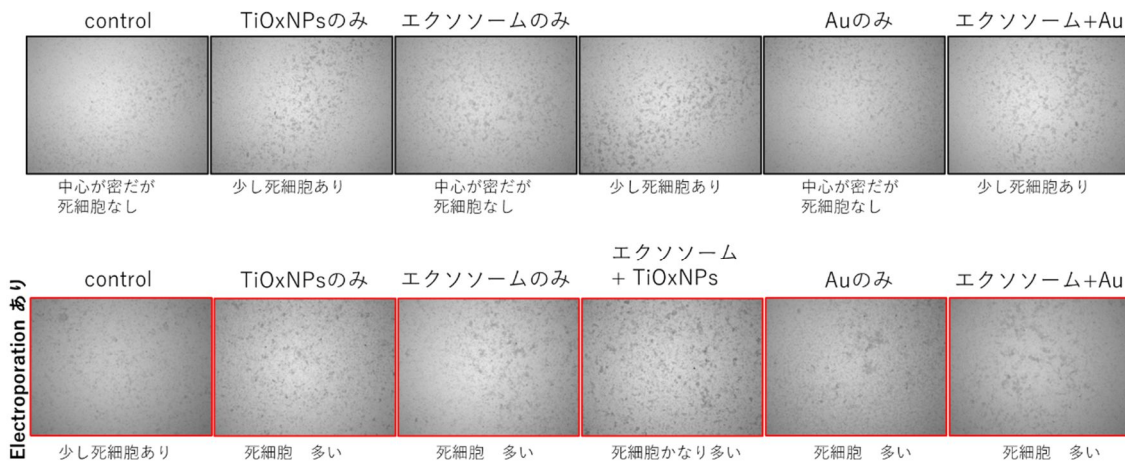 control
TiOxNPsのみ
エクソソームのみ
Auのみ
エクソソーム+Au
中心が密だが
死細胞なし
少し死細胞あり
中心が密だが
死細胞なし
少し死細胞あり
中心が密だが
死細胞なし
少し死細胞あり
Electroporation あり
control
TiOxNPsのみ
エクソソームのみ
エクソソーム
+ TiOxNPs
Auのみ
エクソソーム+Au
少し死細胞あり
死細胞 多い
死細胞 多い
死細胞かなり多い
死細胞 多い
死細胞 多い